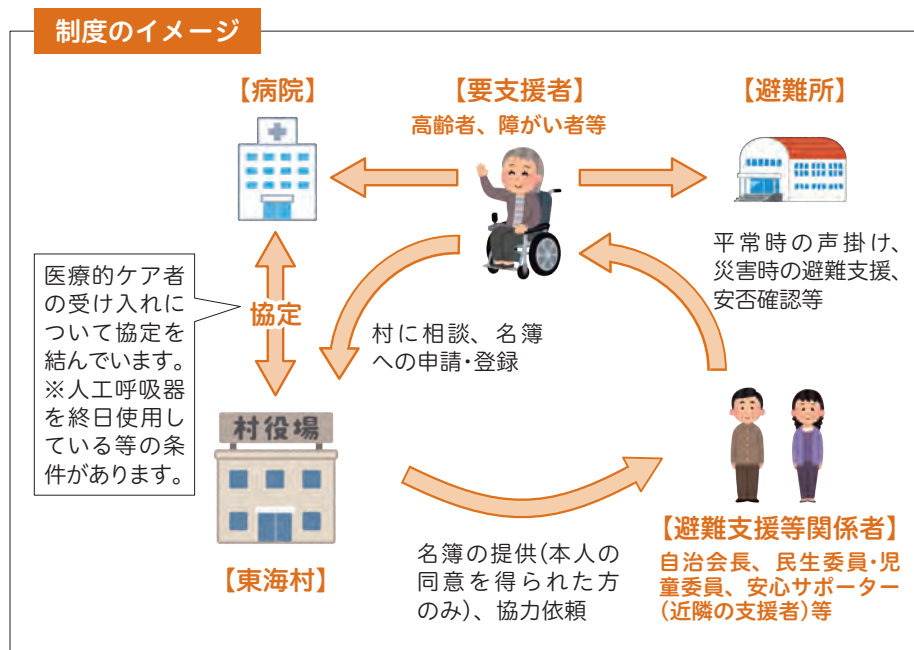 制度のイメージ
【病院】
【要支援者】
高齢者、障がい者等
【避難所】
平常時の声掛け、
災害時の避難支援、
安否確認等
医療的ケア者
の受け入れに
ついて協定を
結んでいます。
※人工呼吸器
を終日使用し
ている等の条
件があります。
協定
村に相談、名簿
への申請・登録
村役場
【東海村】
名簿の提供(本人の
同意を得られた方
のみ)、協力依頼
【避難支援等関係者】
自治会長、民生委員・児
童委員、安心サポーター
(近隣の支援者)等